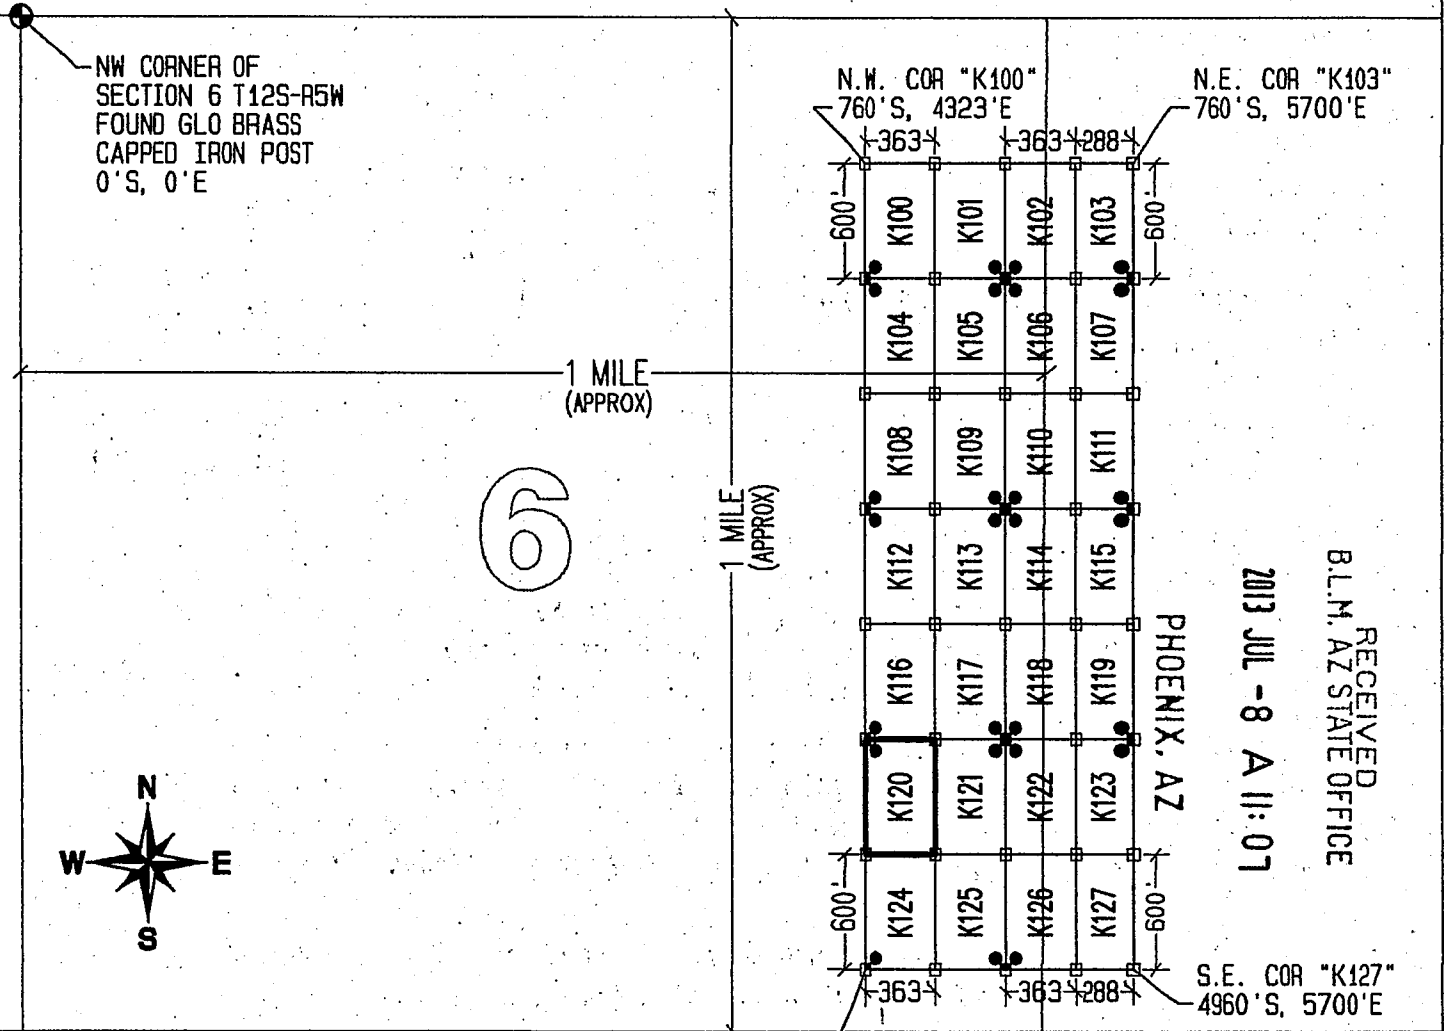 NW CORNER OF
SECTION 6 T12S-R5W
FOUND GLO BRASS
CAPPED IRON POST
0'S, 0'E
N.W. COR "K100"
760'S, 4323'E
N.E. COR "K103"
760'S, 5700'E
363
363
288
600'
K100
K101
K102
K103
600'
K104
K105
K106
K107
1 MILE
(APPROX)
K108
K109
K110
K111
6
1 MILE
(APPROX)
K112
K113
K114
K115
K116
K117
K118
K119
K120
K121
K122
K123
600'
K124
K125
K126
K127
600'
363
363
288
S.E. COR "K127"
4960'S, 5700'E
RECEIVED
B.L.M. AZ STATE OFFICE
2013 JUL -8 A 11:07
PHOENIX, AZ
N
W
E
S